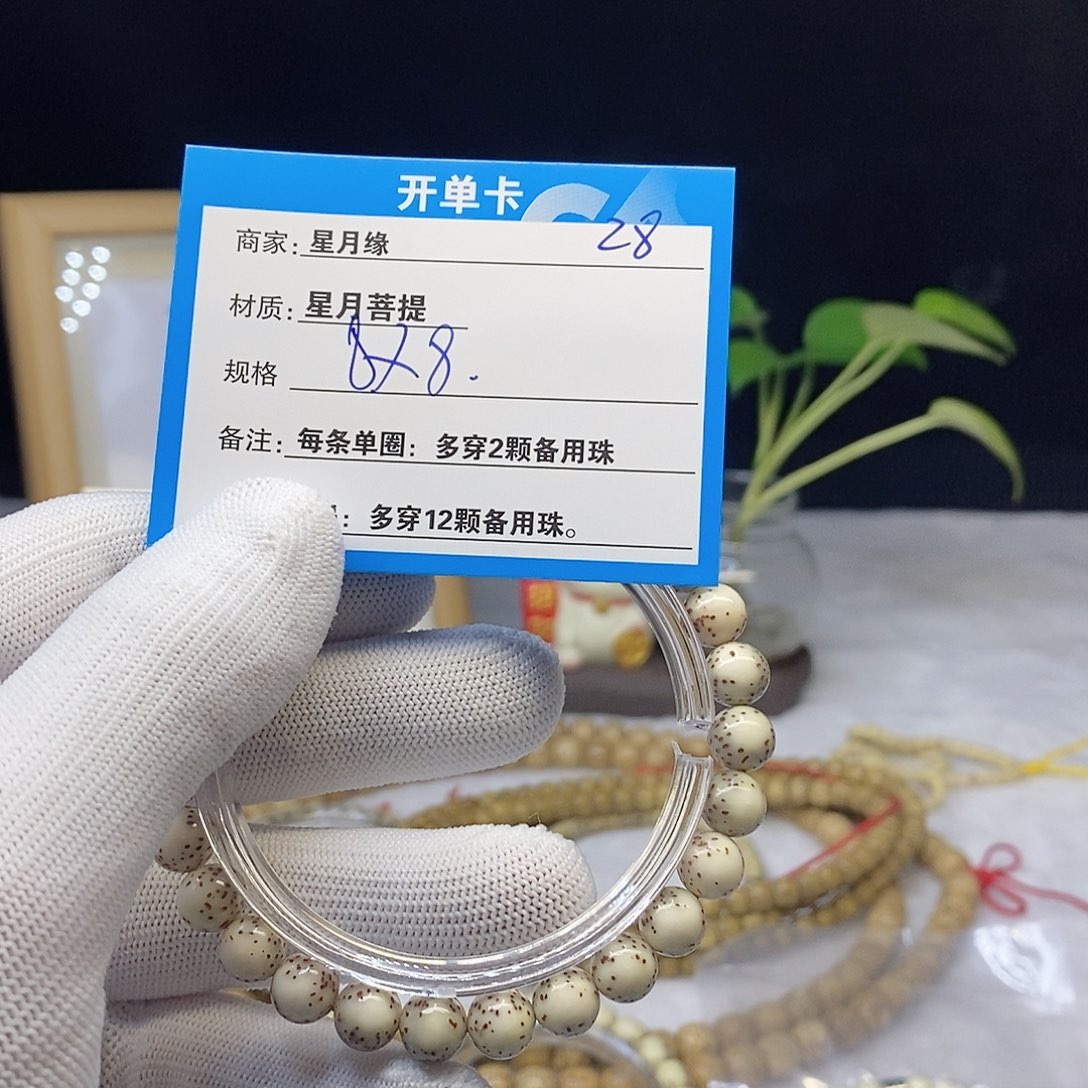 开单卡
商家: 星月缘 28
材质: 星月菩提
规格 8×8.
备注: 每条单圈: 多穿2颗备用珠
: 多穿12颗备用珠。